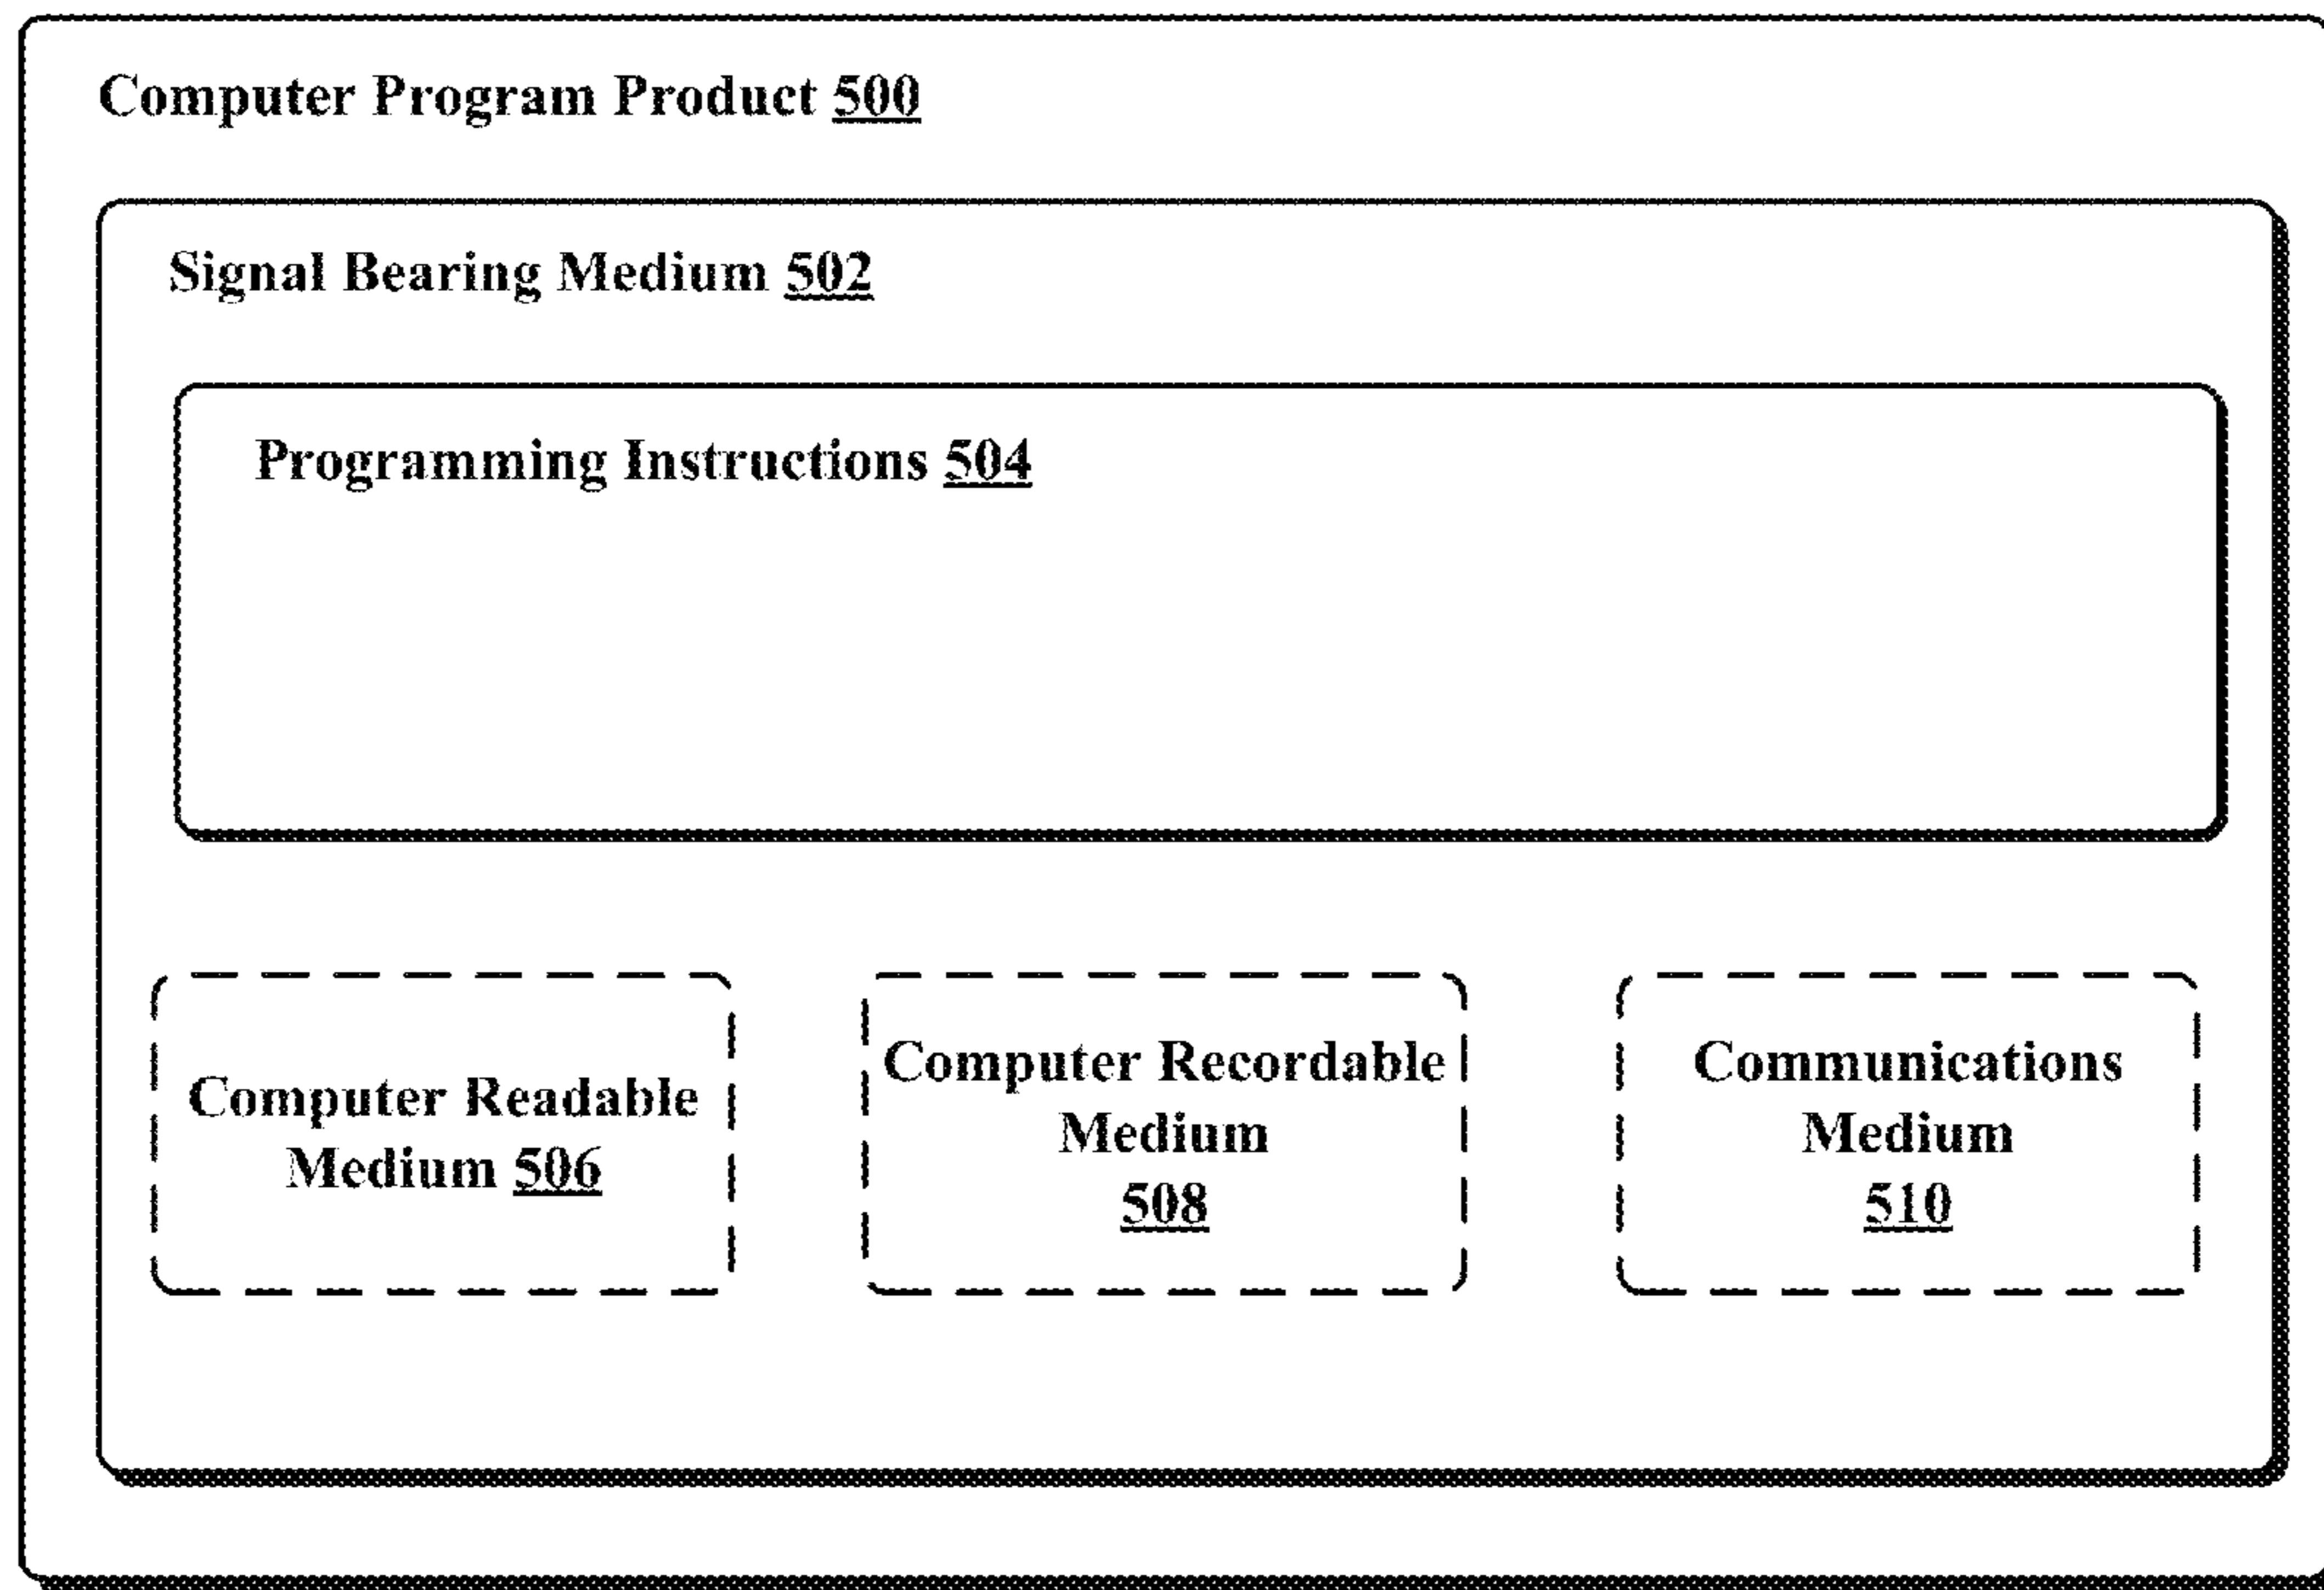 Computer Program Product 500
Signal Bearing Medium 502
Programming Instructions 504
Computer Readable
Medium 506
Computer Recordable
Medium
508
Communications
Medium
510